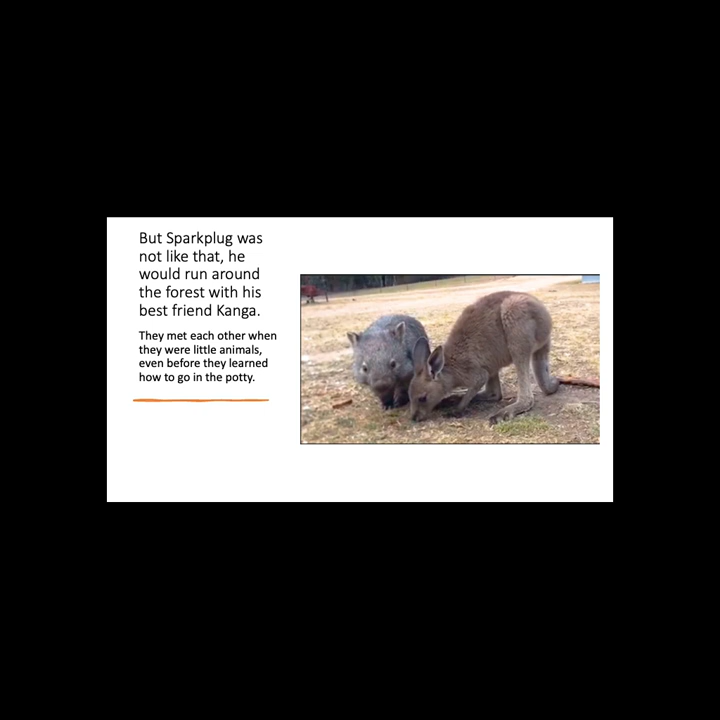 But Sparkplug was
not like that, he
would run around
the forest with his
best friend Kanga.
They met each other when
they were little animals,
even before they learned
how to go in the potty.